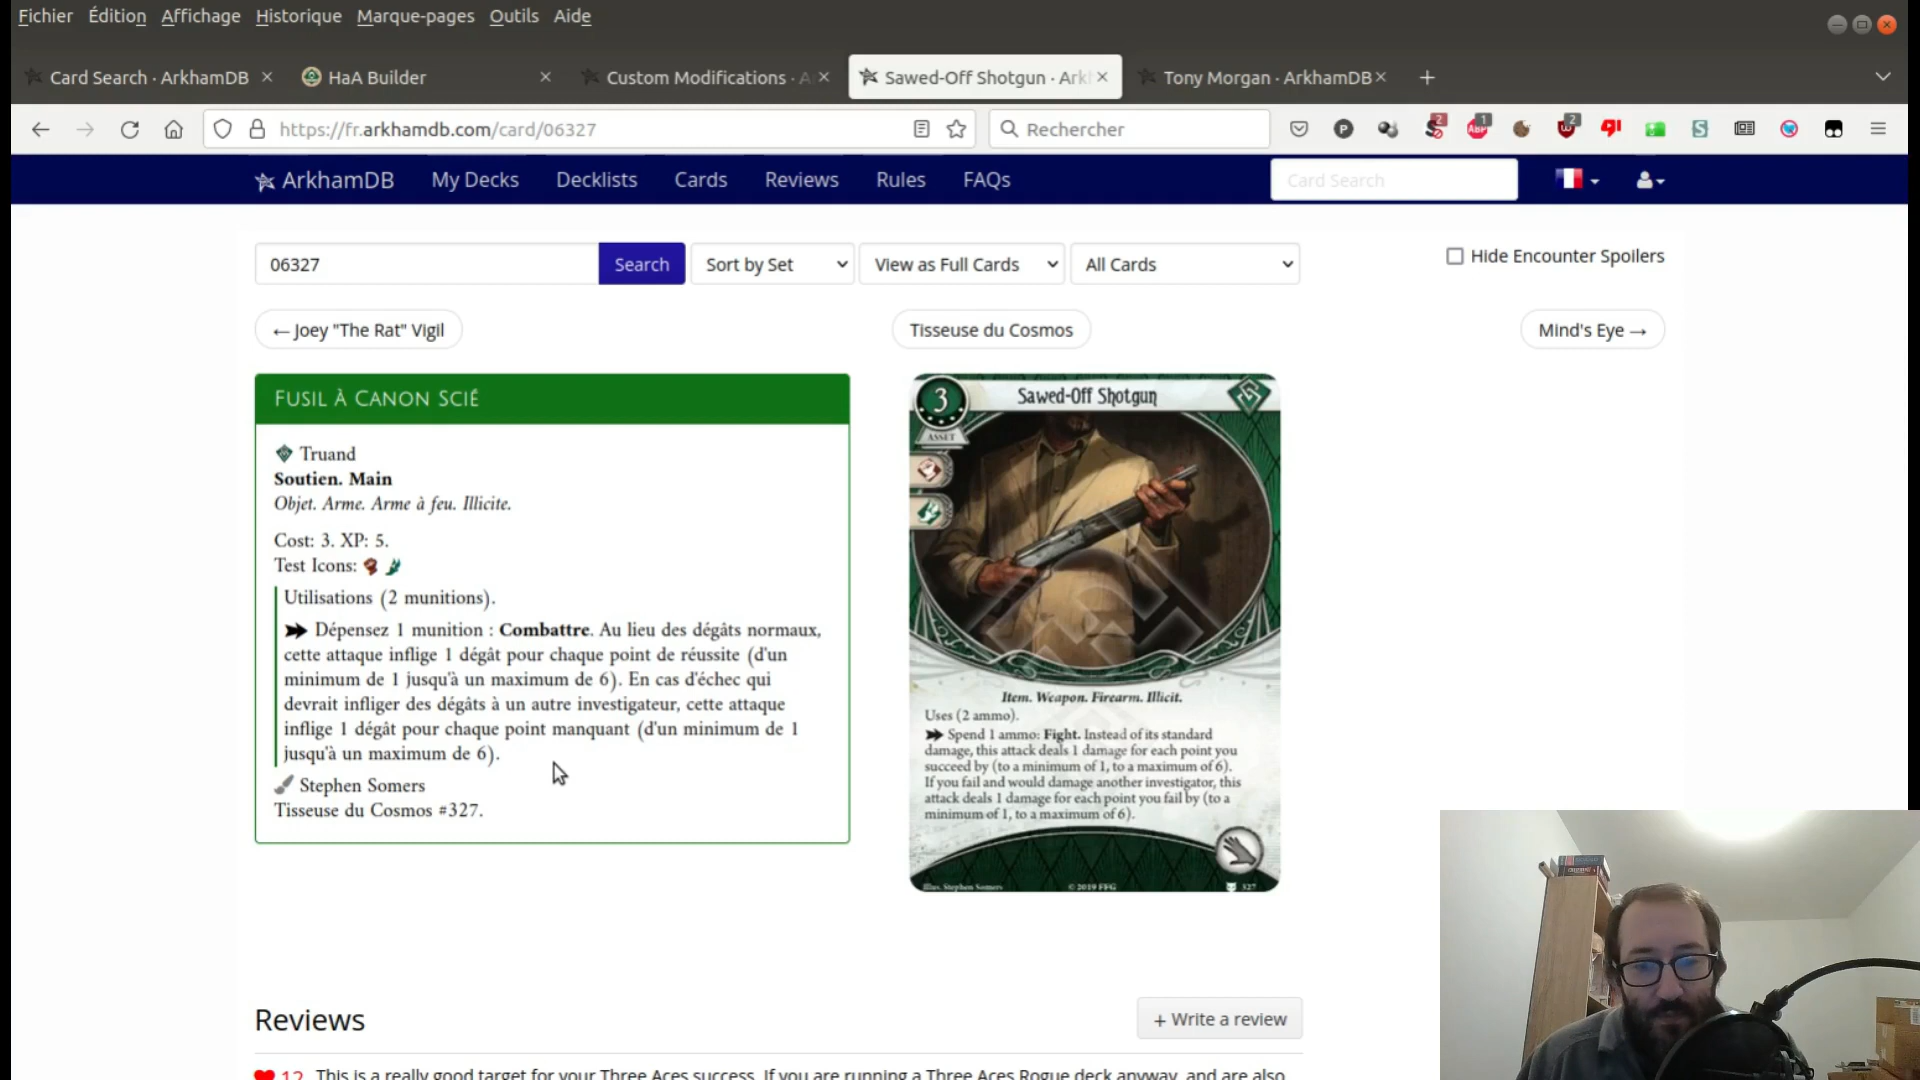 Fichier Édition Affichage Historique Marque-pages Outils Aide
Card Search · ArkhamDB
HaA Builder
Custom Modifications · A
Sawed-Off Shotgun · Ark
Tony Morgan · ArkhamDB
https://fr.arkhamdb.com/card/06327
Rechercher
ArkhamDB My Decks Decklists Cards Reviews Rules FAQs
Card Search
06327
Search
Sort by Set
View as Full Cards
All Cards
Hide Encounter Spoilers
← Joey "The Rat" Vigil
Tisseuse du Cosmos
Mind's Eye →
Fusil à Canon Scié
Truand
Soutien. Main
Objet. Arme. Arme à feu. Illicite.
Cost: 3. XP: 5.
Test Icons:
Utilisations (2 munitions).
Dépensez 1 munition : Combattre. Au lieu des dégâts normaux,
cette attaque inflige 1 dégât pour chaque point de réussite (d'un
minimum de 1 jusqu'à un maximum de 6). En cas d'échec qui
devrait infliger des dégâts à un autre investigateur, cette attaque
inflige 1 dégât pour chaque point manquant (d'un minimum de 1
jusqu'à un maximum de 6).
Stephen Somers
Tisseuse du Cosmos #327.
3
Sawed-Off Shotgun
ASSET
Item. Weapon. Firearm. Illicit.
Uses (2 ammo).
Spend 1 ammo: Fight. Instead of its standard
damage, this attack deals 1 damage for each point you
succeed by (to a minimum of 1, to a maximum of 6).
If you fail and would damage another investigator, this
attack deals 1 damage for each point you fail by (to a
minimum of 1, to a maximum of 6).
Illus. Stephen Somers
© 2019 FFG
327
Reviews
+ Write a review
12 This is a really good target for your Three Aces success. If you are running a Three Aces Rogue deck anyway, and are also